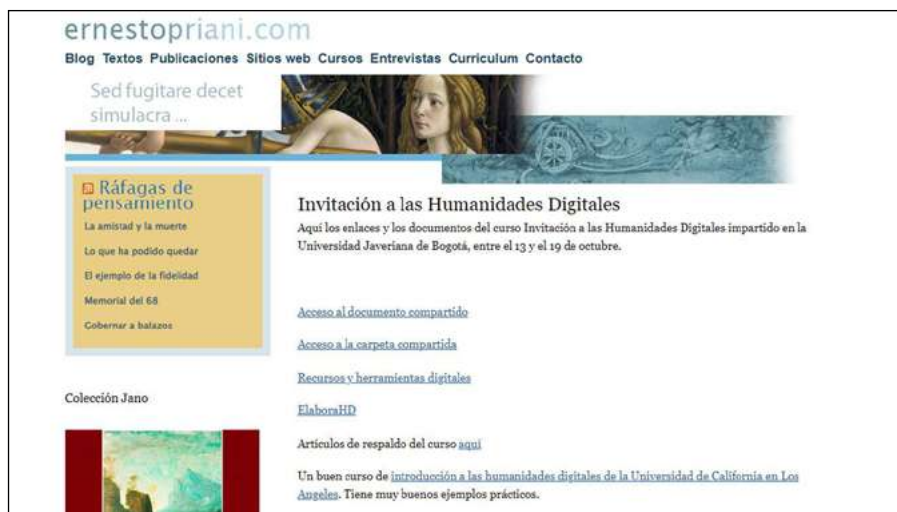 ernestopriani.com
Blog Textos Publicaciones Sitios web Cursos Entrevistas Curriculum Contacto
Sed fugitare decet
simulacra ...
Ráfagas de
pensamiento
La amistad y la muerte
Lo que ha podido quedar
El ejemplo de la fidelidad
Memorial del 68
Gobernar a balazos
Colección Jano
Invitación a las Humanidades Digitales
Aquí los enlaces y los documentos del curso Invitación a las Humanidades Digitales impartido en la
Universidad Javeriana de Bogotá, entre el 13 y el 19 de octubre.
Acceso al documento compartido
Acceso a la carpeta compartida
Recursos y herramientas digitales
ElaboraHD
Artículos de respaldo del curso aquí
Un buen curso de introducción a las humanidades digitales de la Universidad de California en Los
Angeles. Tiene muy buenos ejemplos prácticos.